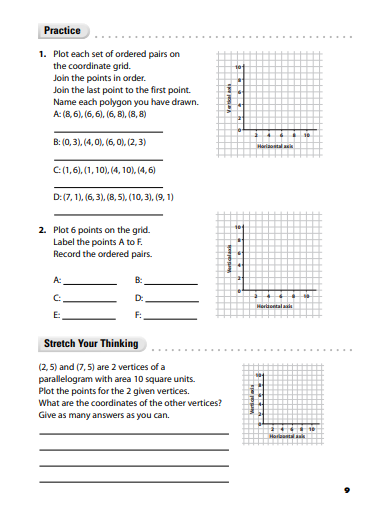 Practice
1. Plot each set of ordered pairs on
the coordinate grid.
Join the points in order.
Join the last point to the first point.
Name each polygon you have drawn.
A: (8, 6), (6, 6), (6, 8), (8, 8)
B: (0, 3), (4, 0), (6, 0), (2, 3)
C: (1, 6), (1, 10), (4, 10), (4, 6)
D: (7, 1), (6, 3), (8, 5), (10, 3), (9, 1)
Vertical axis
10
8
6
4
2
0
2 4 6 8 10
Horizontal axis
2. Plot 6 points on the grid.
Label the points A to F.
Record the ordered pairs.
A: B:
C: D:
E: F:
Vertical axis
10
8
6
4
2
0
2 4 6 8 10
Horizontal axis
Stretch Your Thinking
(2, 5) and (7, 5) are 2 vertices of a
parallelogram with area 10 square units.
Plot the points for the 2 given vertices.
What are the coordinates of the other vertices?
Give as many answers as you can.
Vertical axis
10
8
6
4
2
0
2 4 6 8 10
Horizontal axis
9